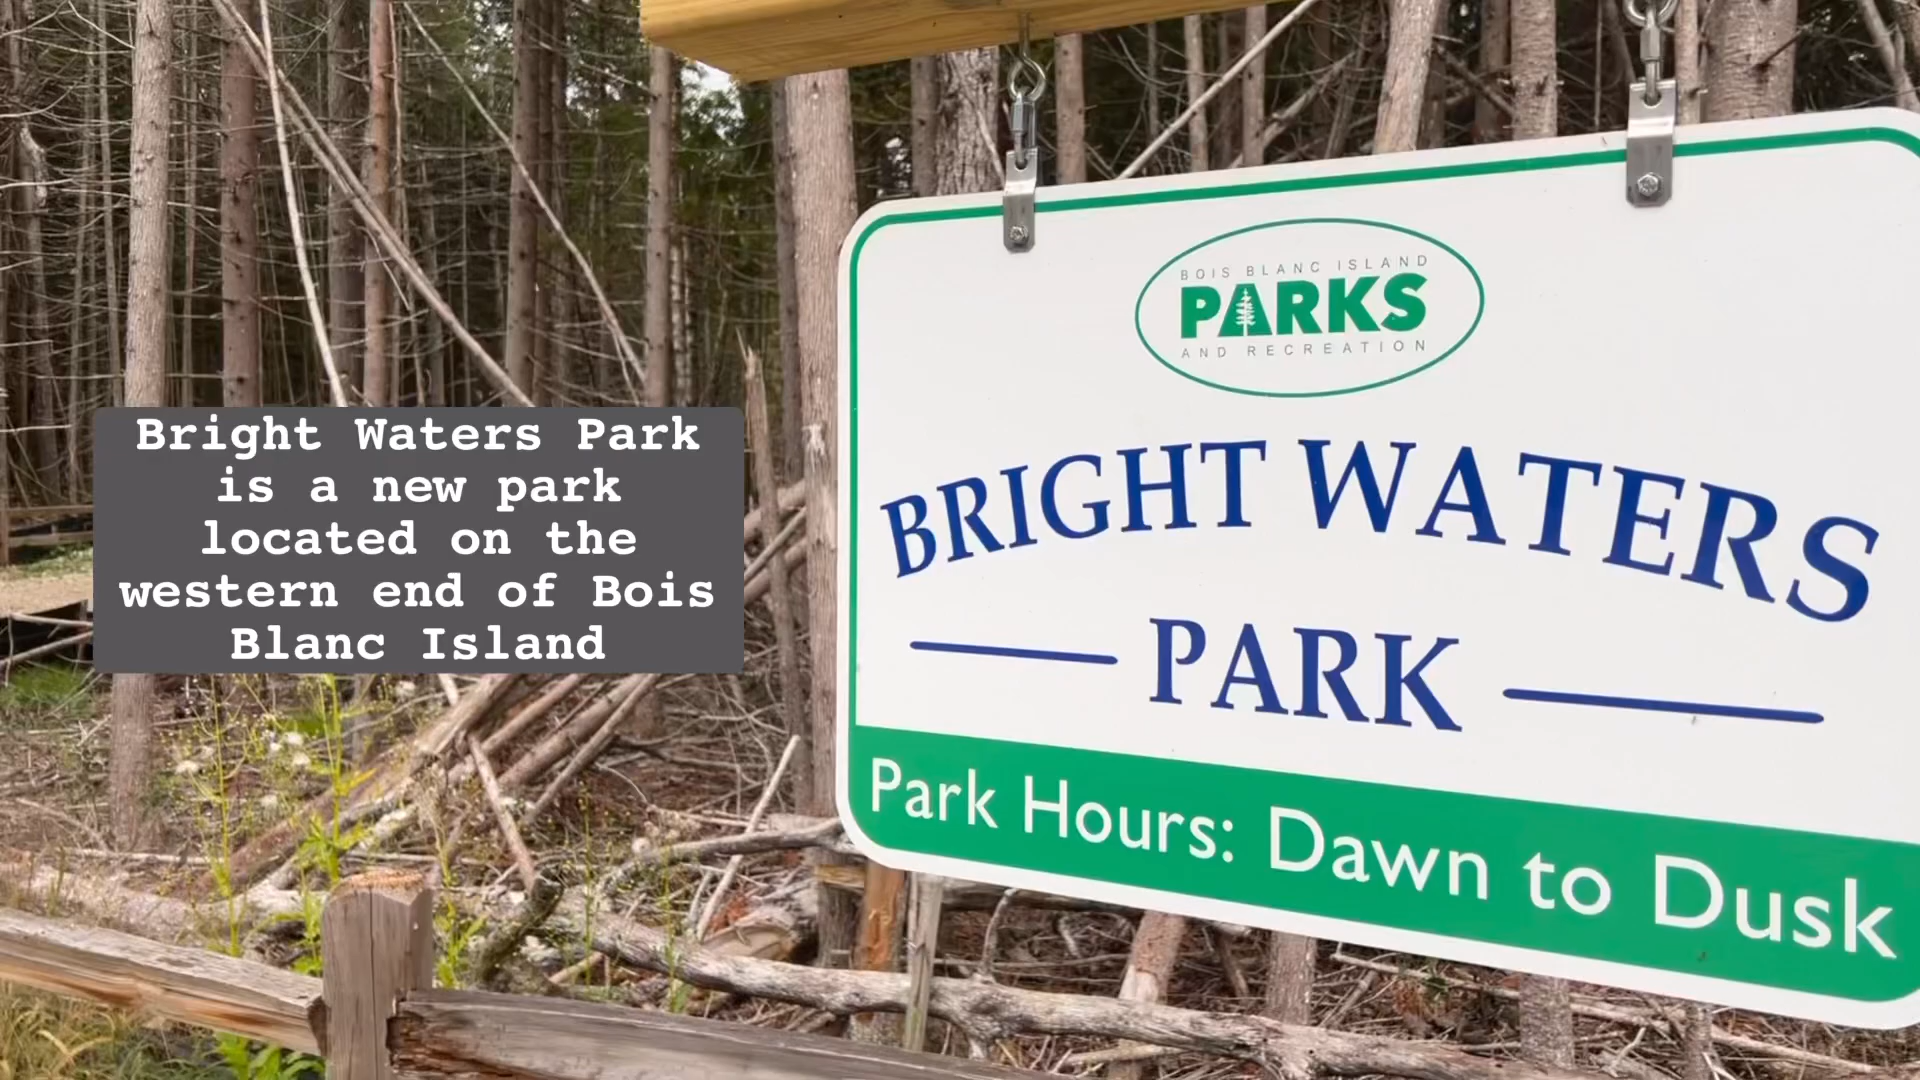 Bright Waters Park
is a new park
located on the
western end of Bois
Blanc Island
BOIS BLANC ISLAND
PARKS
AND RECREATION
BRIGHT WATERS
PARK
Park Hours: Dawn to Dusk